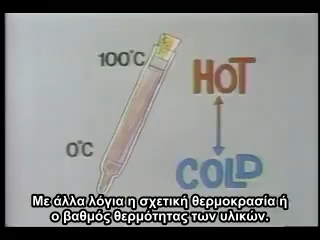 100°C
HOT
0°C
COLD
Με άλλα λόγια η σχετική θερμοκρασία ή
ο βαθμός θερμότητας των υλικών.